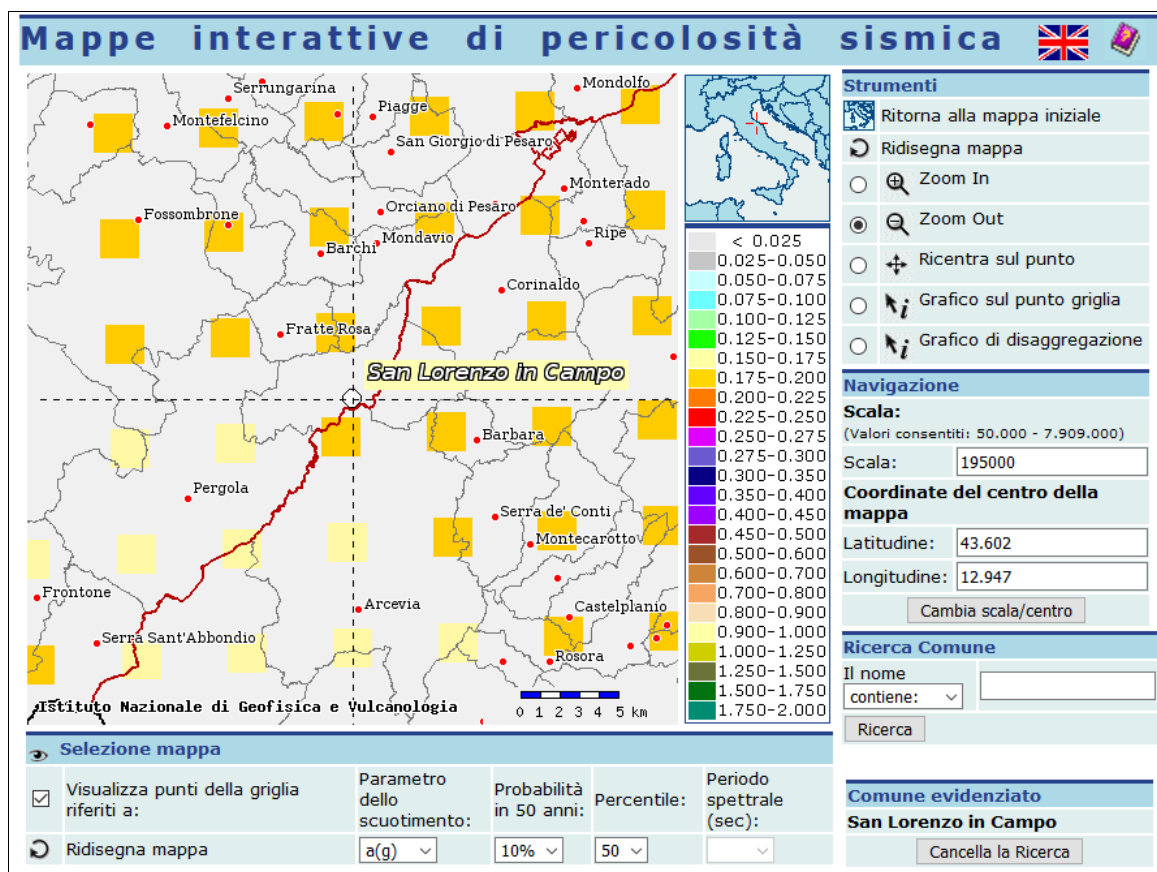 Mappe interattive di pericolosità sismica
Serrungarina
Mondolfo
Montefelcino
Piagge
San Giorgio di Pesaro
Monterado
Fossombrone
Orciano di Pesaro
Barchi
Mondavio
Ripe
Corinaldo
Fratte Rosa
San Lorenzo in Campo
Barbara
Pergola
Serra de' Conti
Montecarotto
Frontone
Arcevia
Castelplanio
Serra Sant'Abbondio
Rosora
Istituto Nazionale di Geofisica e Vulcanologia
0 1 2 3 4 5 km
< 0.025
0.025-0.050
0.050-0.075
0.075-0.100
0.100-0.125
0.125-0.150
0.150-0.175
0.175-0.200
0.200-0.225
0.225-0.250
0.250-0.275
0.275-0.300
0.300-0.350
0.350-0.400
0.400-0.450
0.450-0.500
0.500-0.600
0.600-0.700
0.700-0.800
0.800-0.900
0.900-1.000
1.000-1.250
1.250-1.500
1.500-1.750
1.750-2.000
Strumenti
Ritorna alla mappa iniziale
Ridisegna mappa
Zoom In
Zoom Out
Ricentra sul punto
Grafico sul punto griglia
Grafico di disaggregazione
Navigazione
Scala:
(Valori consentiti: 50.000 - 7.909.000)
Scala: 195000
Coordinate del centro della
mappa
Latitudine: 43.602
Longitudine: 12.947
Cambia scala/centro
Ricerca Comune
Il nome
contiene:
Ricerca
Comune evidenziato
San Lorenzo in Campo
Cancella la Ricerca
Selezione mappa
Visualizza punti della griglia
riferiti a:
Parametro
dello
scuotimento:
Probabilità
in 50 anni:
Percentile:
Periodo
spettrale
(sec):
Ridisegna mappa
a(g)
10%
50